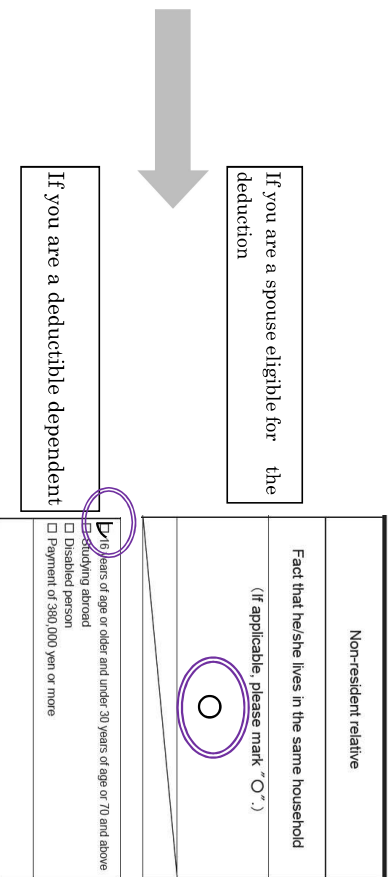 If you are a spouse eligible for the
deduction
If you are a deductible dependent
Non-resident relative
Fact that he/she lives in the same household
(If applicable, please mark "○".)
○
□16 years of age or older and under 30 years of age or 70 and above
□ Studying abroad
□ Disabled person
□ Payment of 380,000 yen or more